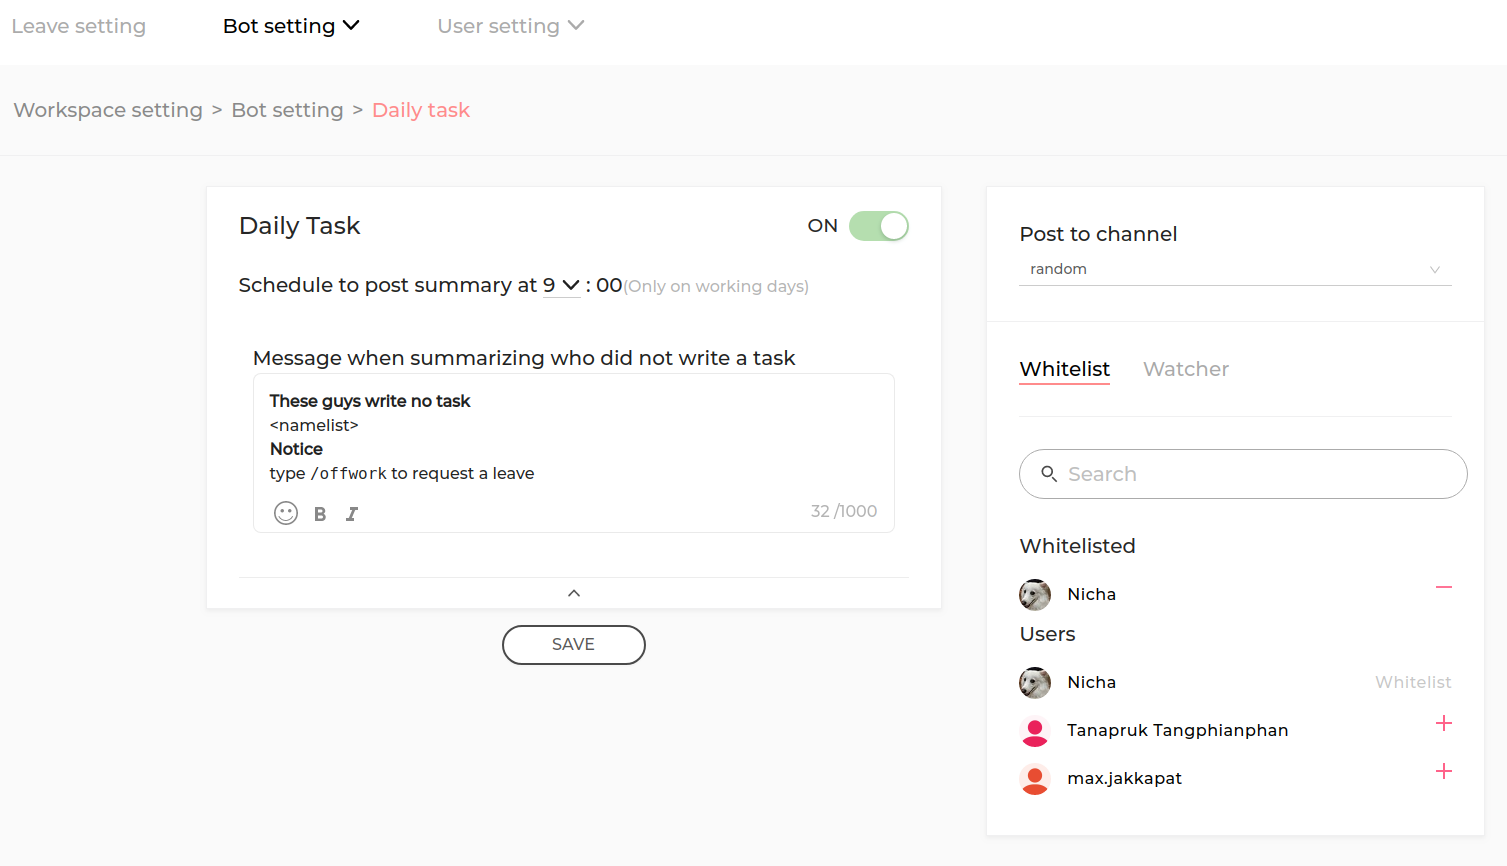 Leave setting
Bot setting
User setting
Workspace setting > Bot setting > Daily task
Daily Task
ON
Schedule to post summary at 9 : 00(Only on working days)
Message when summarizing who did not write a task
These guys write no task
<namelist>
Notice
type /offwork to request a leave
B I
32 /1000
SAVE
Post to channel
random
Whitelist
Watcher
Search
Whitelisted
Nicha
Users
Nicha
Whitelist
Tanapruk Tangphianphan
max.jakkapat